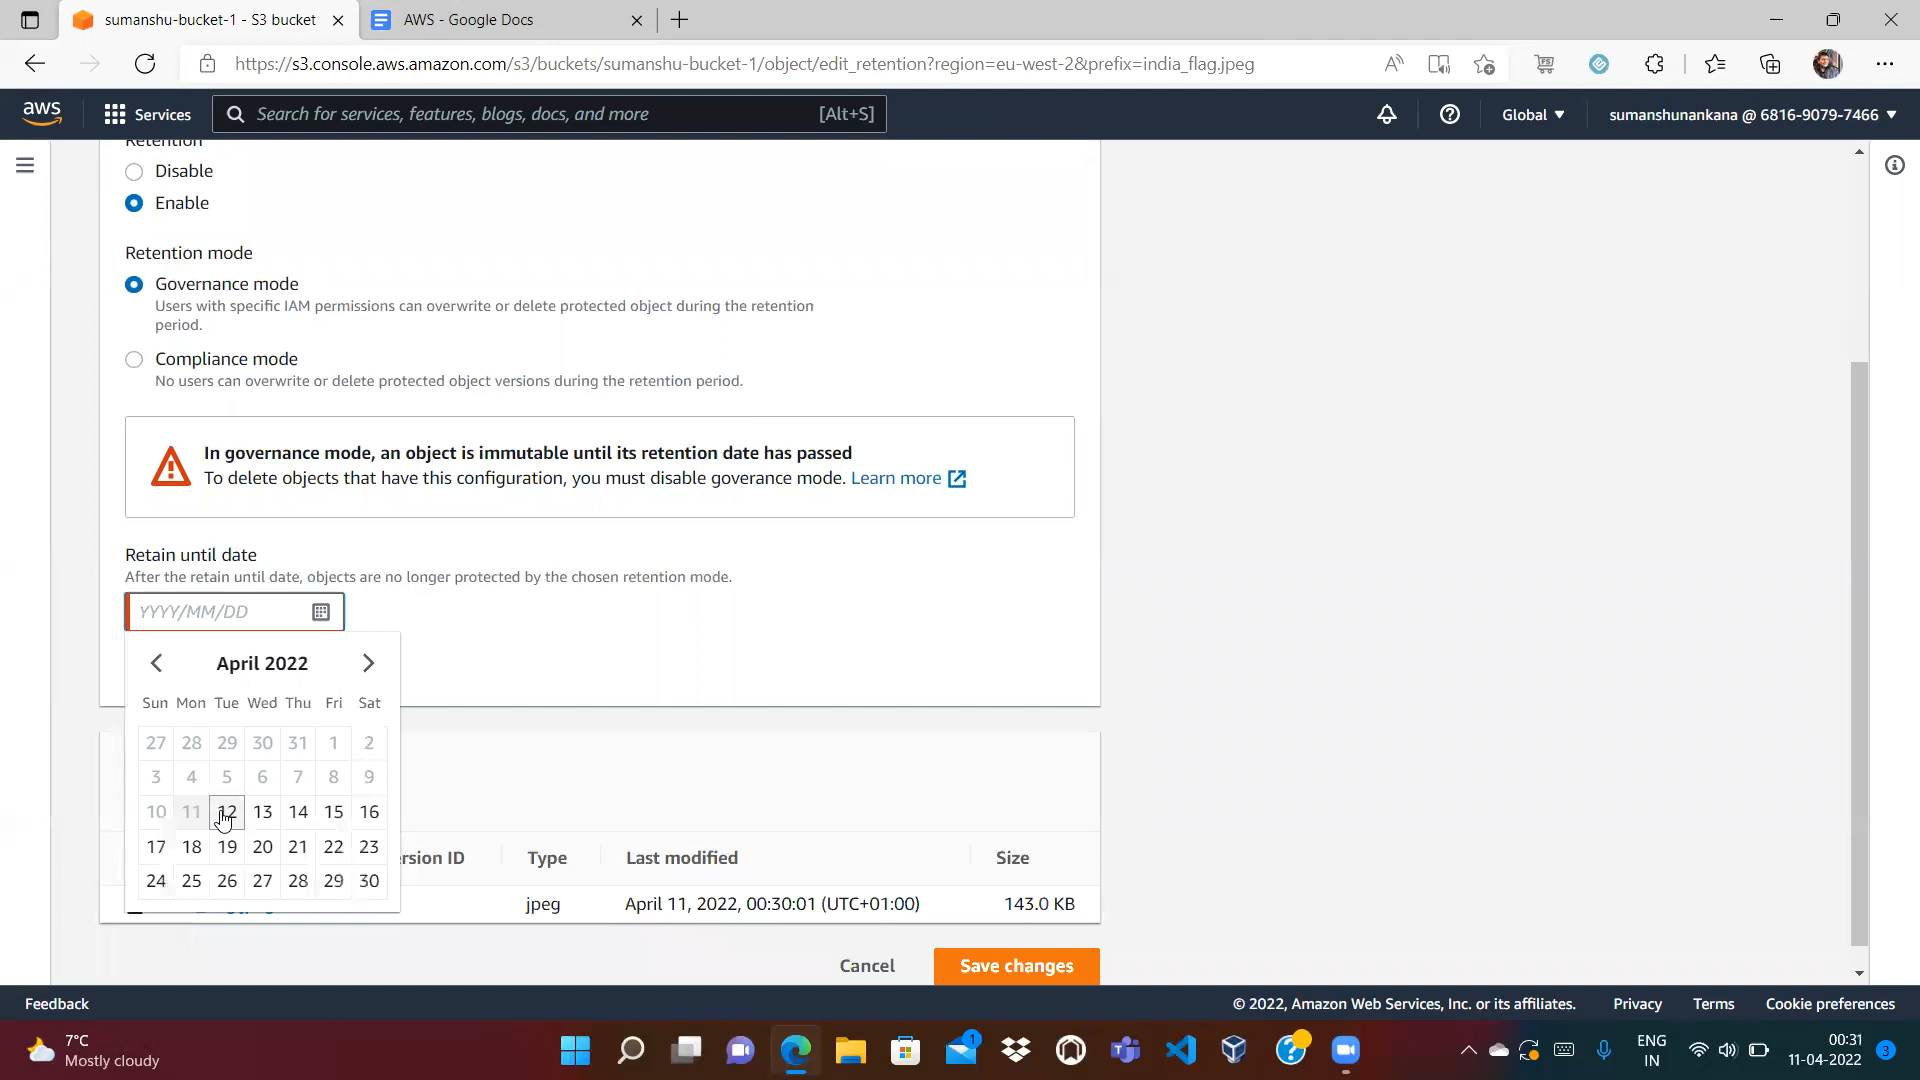 sumanshu-bucket-1 - S3 bucket
AWS - Google Docs
https://s3.console.aws.amazon.com/s3/buckets/sumanshu-bucket-1/object/edit_retention?region=eu-west-2&prefix=india_flag.jpeg
aws
Services
Search for services, features, blogs, docs, and more
[Alt+S]
Global
sumanshunankana @ 6816-9079-7466
Retention
Disable
Enable
Retention mode
Governance mode
Users with specific IAM permissions can overwrite or delete protected object during the retention
period.
Compliance mode
No users can overwrite or delete protected object versions during the retention period.
In governance mode, an object is immutable until its retention date has passed
To delete objects that have this configuration, you must disable goverance mode. Learn more
Retain until date
After the retain until date, objects are no longer protected by the chosen retention mode.
YYYY/MM/DD
April 2022
Sun Mon Tue Wed Thu Fri Sat
27 28 29 30 31 1 2
3 4 5 6 7 8 9
10 11 12 13 14 15 16
17 18 19 20 21 22 23
24 25 26 27 28 29 30
rsion ID
Type
Last modified
Size
jpeg
April 11, 2022, 00:30:01 (UTC+01:00)
143.0 KB
Cancel
Save changes
Feedback
© 2022, Amazon Web Services, Inc. or its affiliates.
Privacy
Terms
Cookie preferences
7°C
Mostly cloudy
1
ENG
IN
00:31
11-04-2022
3